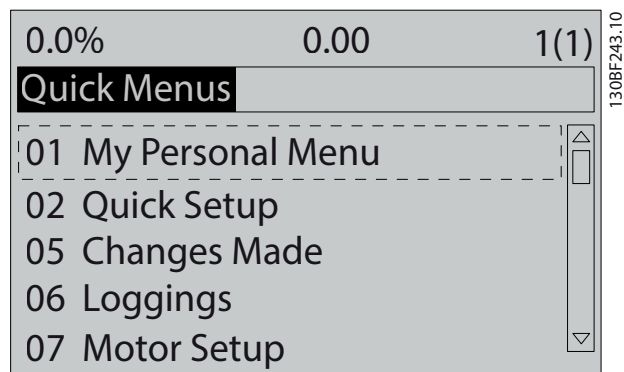 0.0% 0.00 1(1)
Quick Menus
01 My Personal Menu
02 Quick Setup
05 Changes Made
06 Loggings
07 Motor Setup
130BF243.10